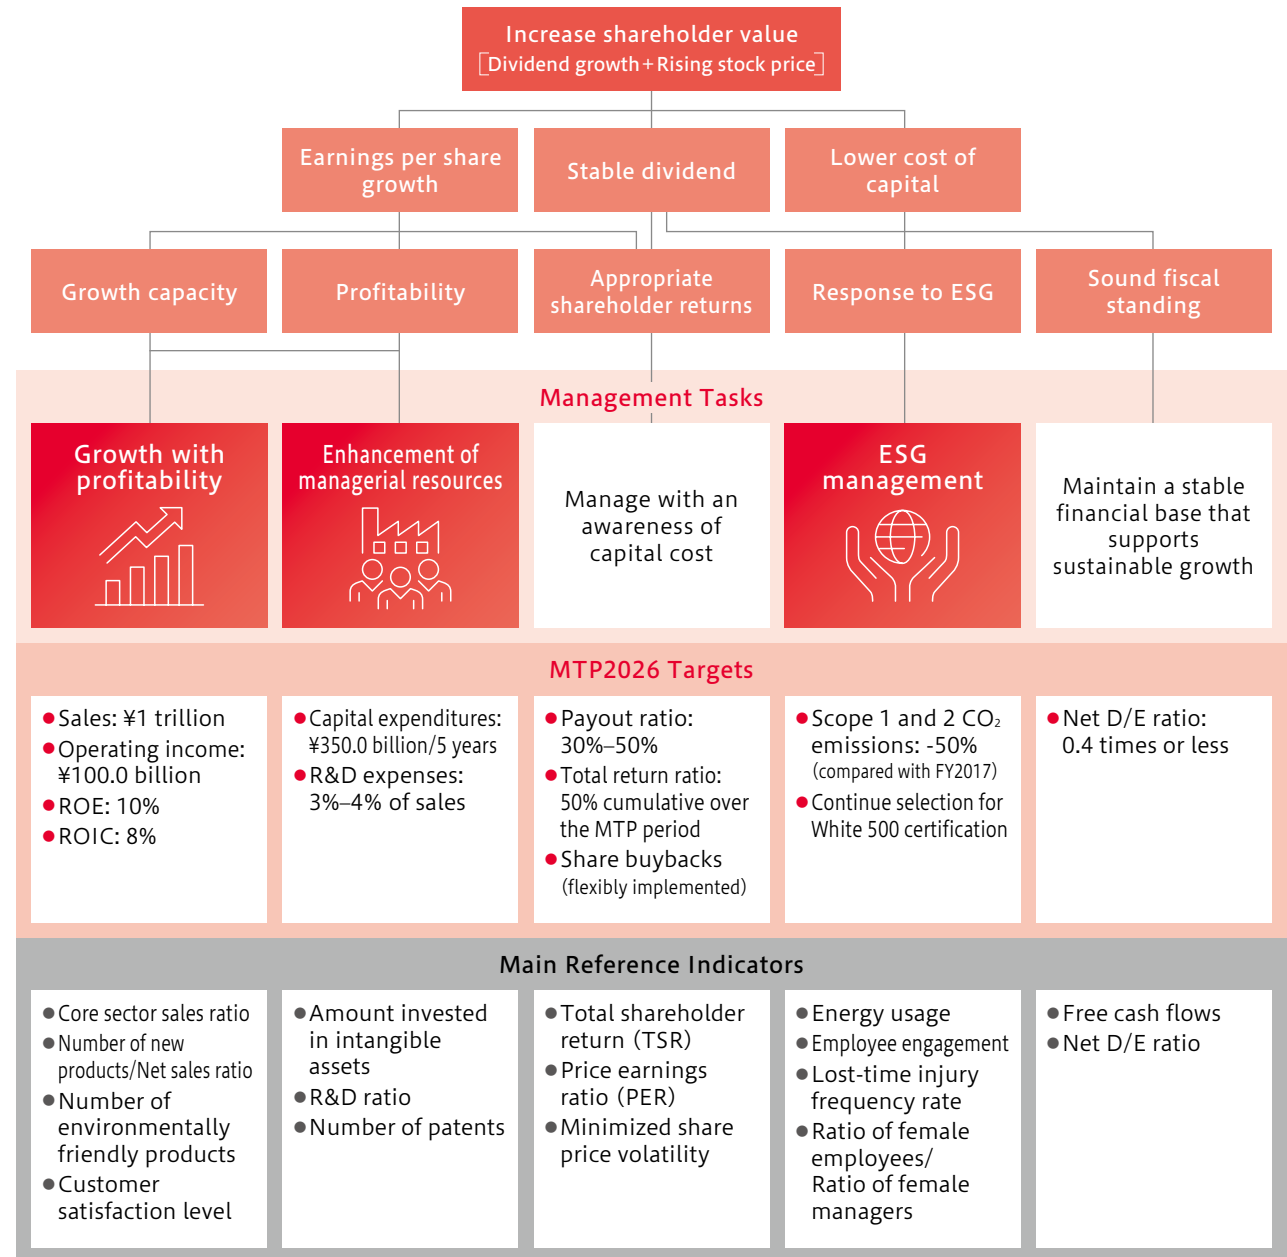 Increase shareholder value
[Dividend growth+Rising stock price]
Earnings per share
growth
Stable dividend
Lower cost of
capital
Growth capacity
Profitability
Appropriate
shareholder returns
Response to ESG
Sound fiscal
standing
Management Tasks
Growth with
profitability
Enhancement of
managerial resources
Manage with an
awareness of
capital cost
ESG
management
Maintain a stable
financial base that
supports
sustainable growth
MTP2026 Targets
●Sales: ¥1 trillion
●Operating income:
¥100.0 billion
●ROE: 10%
●ROIC: 8%
●Capital expenditures:
¥350.0 billion/5 years
●R&D expenses:
3%–4% of sales
●Payout ratio:
30%–50%
●Total return ratio:
50% cumulative over
the MTP period
●Share buybacks
(flexibly implemented)
●Scope 1 and 2 CO₂
emissions: -50%
(compared with FY2017)
●Continue selection for
White 500 certification
●Net D/E ratio:
0.4 times or less
Main Reference Indicators
●Core sector sales ratio
●Number of new
products/Net sales ratio
●Number of
environmentally
friendly products
●Customer
satisfaction level
●Amount invested
in intangible
assets
●R&D ratio
●Number of patents
●Total shareholder
return (TSR)
●Price earnings
ratio (PER)
●Minimized share
price volatility
●Energy usage
●Employee engagement
●Lost-time injury
frequency rate
●Ratio of female
employees/
Ratio of female
managers
●Free cash flows
●Net D/E ratio